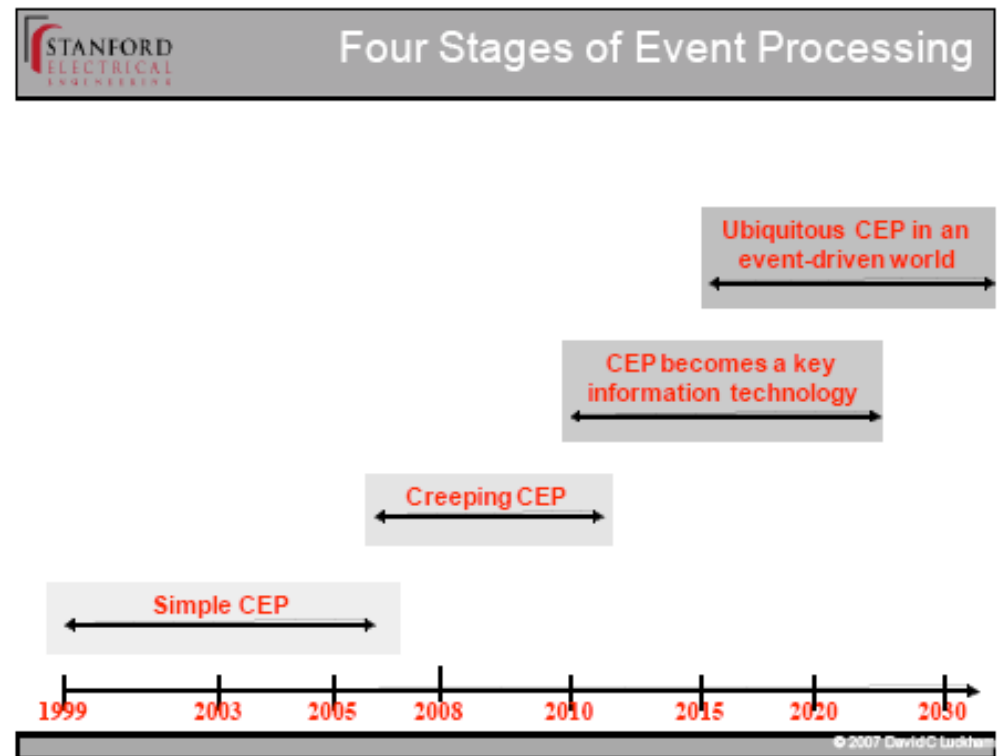 STANFORD
ELECTRICAL
ENGINEERING
Four Stages of Event Processing
Ubiquitous CEP in an
event-driven world
CEP becomes a key
information technology
Creeping CEP
Simple CEP
1999 2003 2005 2008 2010 2015 2020 2030
© 2007 David C Luckham